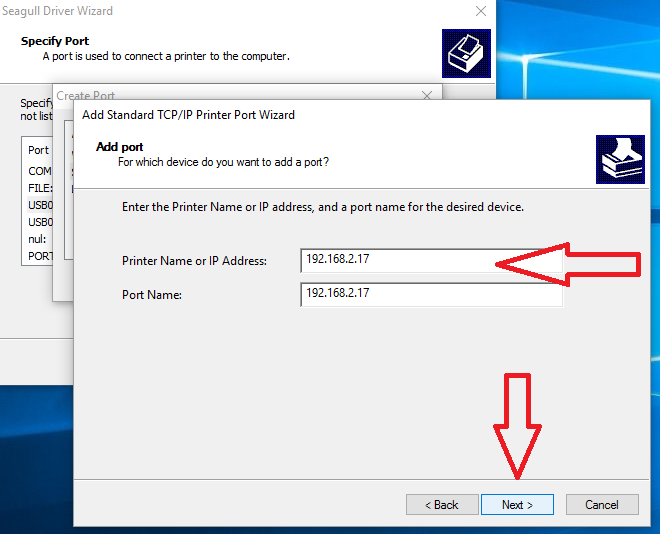 Seagull Driver Wizard
Specify Port
A port is used to connect a printer to the computer.
Create Port
Specify
not list
Port
COM
FILE:
USB0
USB0
nul:
PORT
Add Standard TCP/IP Printer Port Wizard
Add port
For which device do you want to add a port?
Enter the Printer Name or IP address, and a port name for the desired device.
Printer Name or IP Address:
192.168.2.17
Port Name:
192.168.2.17
< Back
Next >
Cancel